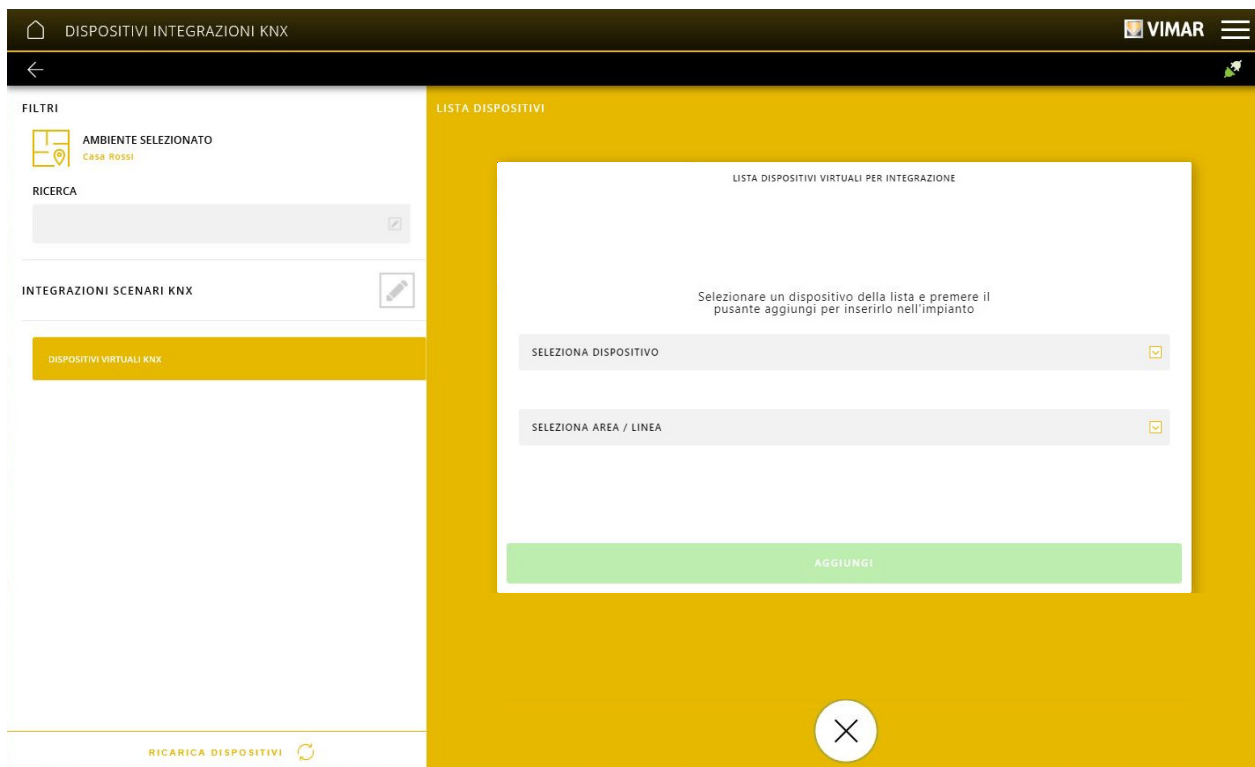 DISPOSITIVI INTEGRAZIONI KNX
VIMAR
FILTRI
AMBIENTE SELEZIONATO
Casa Rossi
RICERCA
INTEGRAZIONI SCENARI KNX
DISPOSITIVI VIRTUALI KNX
RICARICA DISPOSITIVI
LISTA DISPOSITIVI
LISTA DISPOSITIVI VIRTUALI PER INTEGRAZIONE
Selezionare un dispositivo della lista e premere il
pusante aggiungi per inserirlo nell'impianto
SELEZIONA DISPOSITIVO
SELEZIONA AREA / LINEA
AGGIUNGI